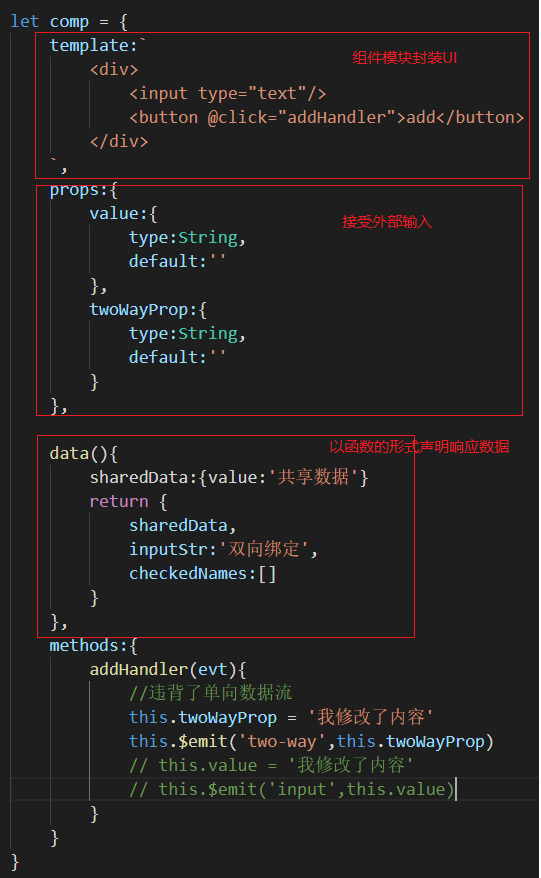 let comp = {
template:`
组件模块封装UI
<div>
<input type="text"/>
<button @click="addHandler">add</button>
</div>
`,
props:{
value:{
接受外部输入
type:String,
default:''
},
twoWayProp:{
type:String,
default:''
}
},
以函数的形式声明响应数据
data(){
sharedData:{value:'共享数据'}
return {
sharedData,
inputStr:'双向绑定',
checkedNames:[]
}
},
methods:{
addHandler(evt){
//违背了单向数据流
this.twoWayProp = '我修改了内容'
this.$emit('two-way',this.twoWayProp)
// this.value = '我修改了内容'
// this.$emit('input',this.value)
}
}
}